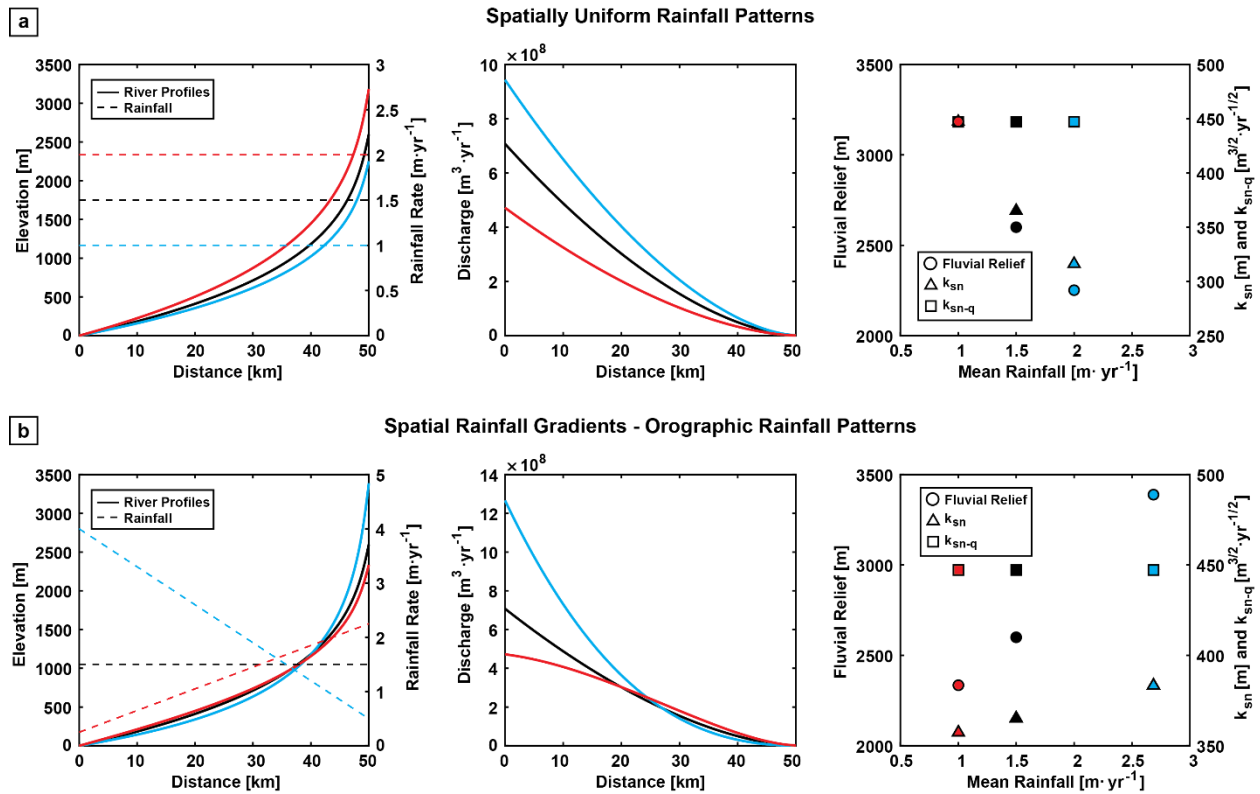 a
Spatially Uniform Rainfall Patterns
3500
3000
2500
2000
1500
1000
500
0
Elevation [m]
River Profiles
Rainfall
3
2.5
2
1.5
1
0.5
0
Rainfall Rate [m·yr⁻¹]
0 10 20 30 40 50
Distance [km]
× 10⁸
10
8
6
4
2
0
Discharge [m³·yr⁻¹]
0 10 20 30 40 50
Distance [km]
3500
3000
2500
2000
Fluvial Relief [m]
Fluvial Relief
kₛₙ
kₛₙ₋q
500
450
400
350
300
250
kₛₙ [m] and kₛₙ₋q [m³ᐟ²·yr⁻¹ᐟ²]
0.5 1 1.5 2 2.5 3
Mean Rainfall [m· yr⁻¹]
b
Spatial Rainfall Gradients - Orographic Rainfall Patterns
3500
3000
2500
2000
1500
1000
500
0
Elevation [m]
River Profiles
Rainfall
5
4
3
2
1
0
Rainfall Rate [m·yr⁻¹]
0 10 20 30 40 50
Distance [km]
× 10⁸
14
12
10
8
6
4
2
0
Discharge [m³·yr⁻¹]
0 10 20 30 40 50
Distance [km]
3500
3000
2500
2000
Fluvial Relief [m]
Fluvial Relief
kₛₙ
kₛₙ₋q
500
450
400
350
kₛₙ [m] and kₛₙ₋q [m³ᐟ²·yr⁻¹ᐟ²]
0.5 1 1.5 2 2.5 3
Mean Rainfall [m· yr⁻¹]